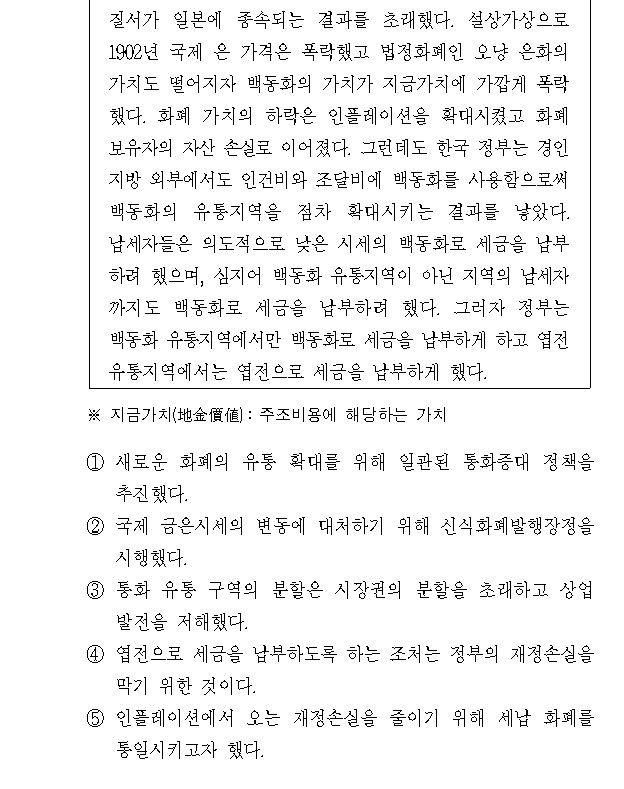 질서가 일본에 종속되는 결과를 초래했다. 설상가상으로
1902년 국제 은 가격은 폭락했고 법정화폐인 오냥 은화의
가치도 떨어지자 백동화의 가치가 지금가치에 가깝게 폭락
했다. 화폐 가치의 하락은 인플레이션을 확대시켰고 화폐
보유자의 자산 손실로 이어졌다. 그런데도 한국 정부는 경인
지방 외부에서도 인건비와 조달비에 백동화를 사용함으로써
백동화의 유통지역을 점차 확대시키는 결과를 낳았다.
납세자들은 의도적으로 낮은 시세의 백동화로 세금을 납부
하려 했으며, 심지어 백동화 유통지역이 아닌 지역의 납세자
까지도 백동화로 세금을 납부하려 했다. 그러자 정부는
백동화 유통지역에서만 백동화로 세금을 납부하게 하고 엽전
유통지역에서는 엽전으로 세금을 납부하게 했다.
※ 지금가치(地金價値) : 주조비용에 해당하는 가치
① 새로운 화폐의 유통 확대를 위해 일관된 통화증대 정책을
추진했다.
② 국제 금은시세의 변동에 대처하기 위해 신식화폐발행장정을
시행했다.
③ 통화 유통 구역의 분할은 시장권의 분할을 초래하고 상업
발전을 저해했다.
④ 엽전으로 세금을 납부하도록 하는 조처는 정부의 재정손실을
막기 위한 것이다.
⑤ 인플레이션에서 오는 재정손실을 줄이기 위해 세납 화폐를
통일시키고자 했다.